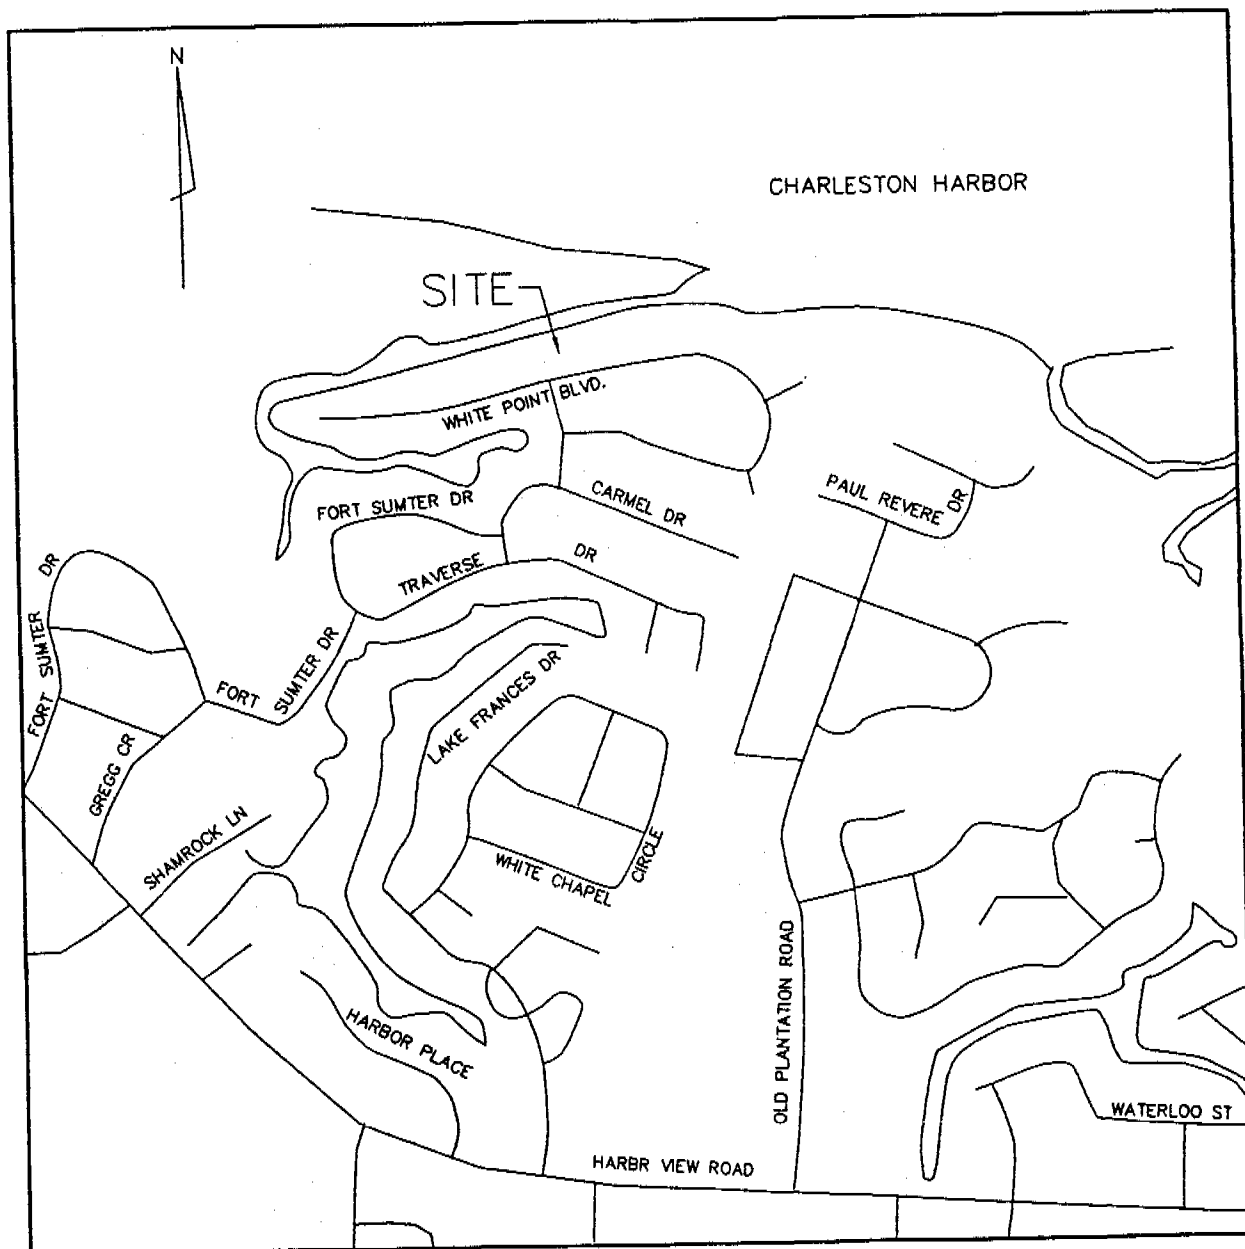 N
CHARLESTON HARBOR
SITE
WHITE POINT BLVD.
FORT SUMTER DR
CARMEL DR
PAUL REVERE DR
TRAVERSE DR
FORT SUMTER DR
FORT SUMTER DR
LAKE FRANCES DR
GREGG CR
SHAMROCK LN
WHITE CHAPEL CIRCLE
HARBOR PLACE
OLD PLANTATION ROAD
WATERLOO ST
HARBR VIEW ROAD